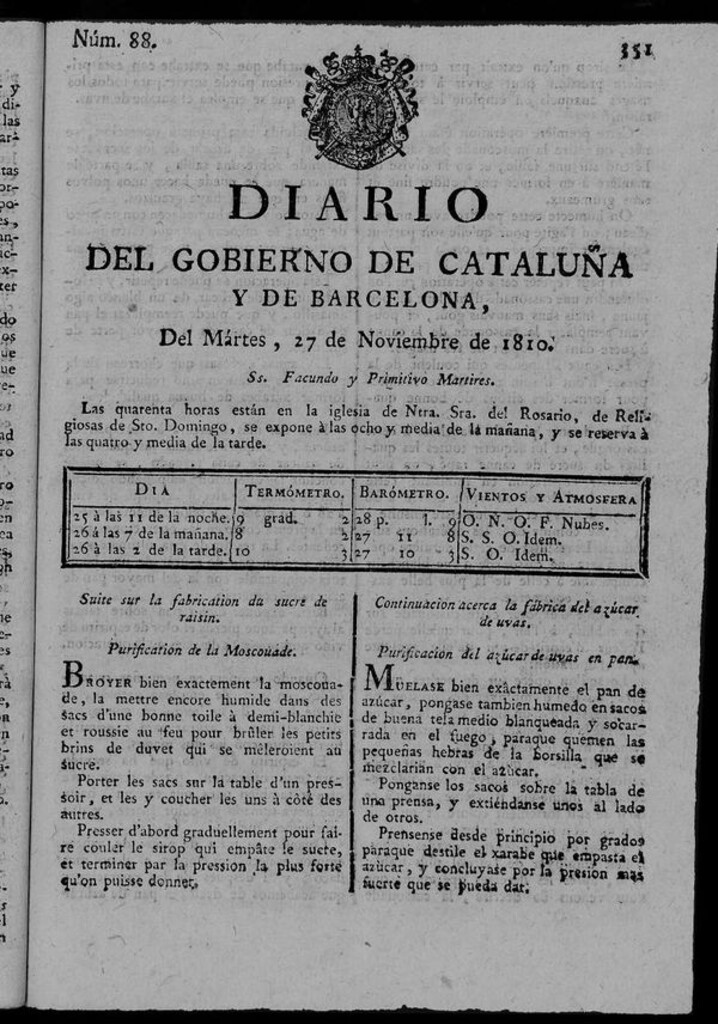 Núm. 88.
351
DIARIO
DEL GOBIERNO DE CATALUÑA
Y DE BARCELONA,
Del Mártes, 27 de Noviembre de 1810.
Ss. Facundo y Primitivo Martires.
Las quarenta horas están en la iglesia de Ntra. Sra. del Rosario, de Reli-
giosas de Sto. Domingo, se expone à las ocho y media de la mañana, y se reserva à
las quatro y media de la tarde.
DIA TERMÓMETRO. BARÓMETRO. VIENTOS Y ATMOSFERA
25 à las 11 de la noche. 9 grad. 2 28 p. l. 9 O. N. O. F. Nubes.
26 á las 7 de la mañana. 8 2 27 11 8 S. S. O. Idem.
26 à las 2 de la tarde. 10 3 27 10 3 S. O. Idem.
Suite sur la fabrication du sucre de
raisin.
Purification de la Moscouade.
BROYER bien exactement la moscoua-
de, la mettre encore humide dans des
sacs d'une bonne toile à demi-blanchie
et roussie au feu pour brûler les petits
brins de duvet qui se mêleroient au
sucre.
Porter les sacs sur la table d'un pres-
soir, et les y coucher les uns à côté des
autres.
Presser d'abord graduellement pour fai-
re couler le sirop qui empâte le sucre,
et terminer par la pression la plus forte
qu'on puisse donner.
Continuacion acerca la fábrica del azúcar
de uvas.
Purificacion del azúcar de uvas en pan.
MUELASE bien exâctamente el pan de
azúcar, pongase tambien humedo en sacos
de buena tela medio blanqueada y socar-
rada en el fuego, paraque quemen las
pequeñas hebras de la borsilla que se
mezclarian con el azúcar.
Ponganse los sacos sobre la tabla de
una prensa, y extiéndanse unos al lado
de otros.
Prensense desde principio por grados
paraque destile el xarabe que empasta el
azúcar, y concluyase por la presion mas
fuerte que se pueda dar.